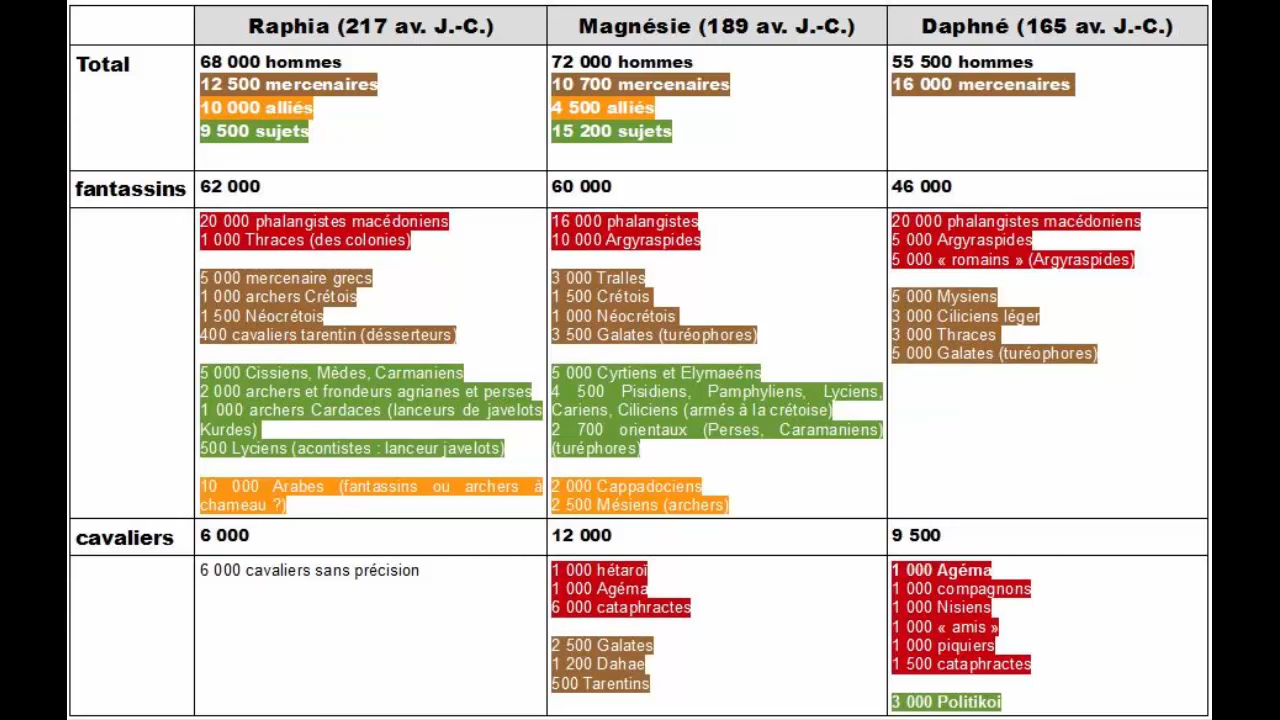 Raphia (217 av. J.-C.)
Magnésie (189 av. J.-C.)
Daphné (165 av. J.-C.)
Total
68 000 hommes
12 500 mercenaires
10 000 alliés
9 500 sujets
72 000 hommes
10 700 mercenaires
4 500 alliés
15 200 sujets
55 500 hommes
16 000 mercenaires
fantassins
62 000
60 000
46 000
20 000 phalangistes macédoniens
1 000 Thraces (des colonies)
5 000 mercenaire grecs
1 000 archers Crétois
1 500 Néocrétois
400 cavaliers tarentin (désserteurs)
5 000 Cissiens, Mèdes, Carmaniens
2 000 archers et frondeurs agrianes et perses
1 000 archers Cardaces (lanceurs de javelots
Kurdes)
500 Lyciens (acontistes : lanceur javelots)
10 000 Arabes (fantassins ou archers à
chameau ?)
16 000 phalangistes
10 000 Argyraspides
3 000 Tralles
1 500 Crétois
1 000 Néocrétois
3 500 Galates (turéophores)
5 000 Cyrtiens et Elymaeéns
4 500 Pisidiens, Pamphyliens, Lyciens,
Cariens, Ciliciens (armés à la crétoise)
2 700 orientaux (Perses, Caramaniens)
(turéphores)
2 000 Cappadociens
2 500 Mésiens (archers)
20 000 phalangistes macédoniens
5 000 Argyraspides
5 000 « romains » (Argyraspides)
5 000 Mysiens
3 000 Ciliciens léger
3 000 Thraces
5 000 Galates (turéophores)
cavaliers
6 000
12 000
9 500
6 000 cavaliers sans précision
1 000 hétaroï
1 000 Agéma
6 000 cataphractes
2 500 Galates
1 200 Dahae
500 Tarentins
1 000 Agéma
1 000 compagnons
1 000 Nisiens
1 000 « amis »
1 000 piquiers
1 500 cataphractes
3 000 Politikoi